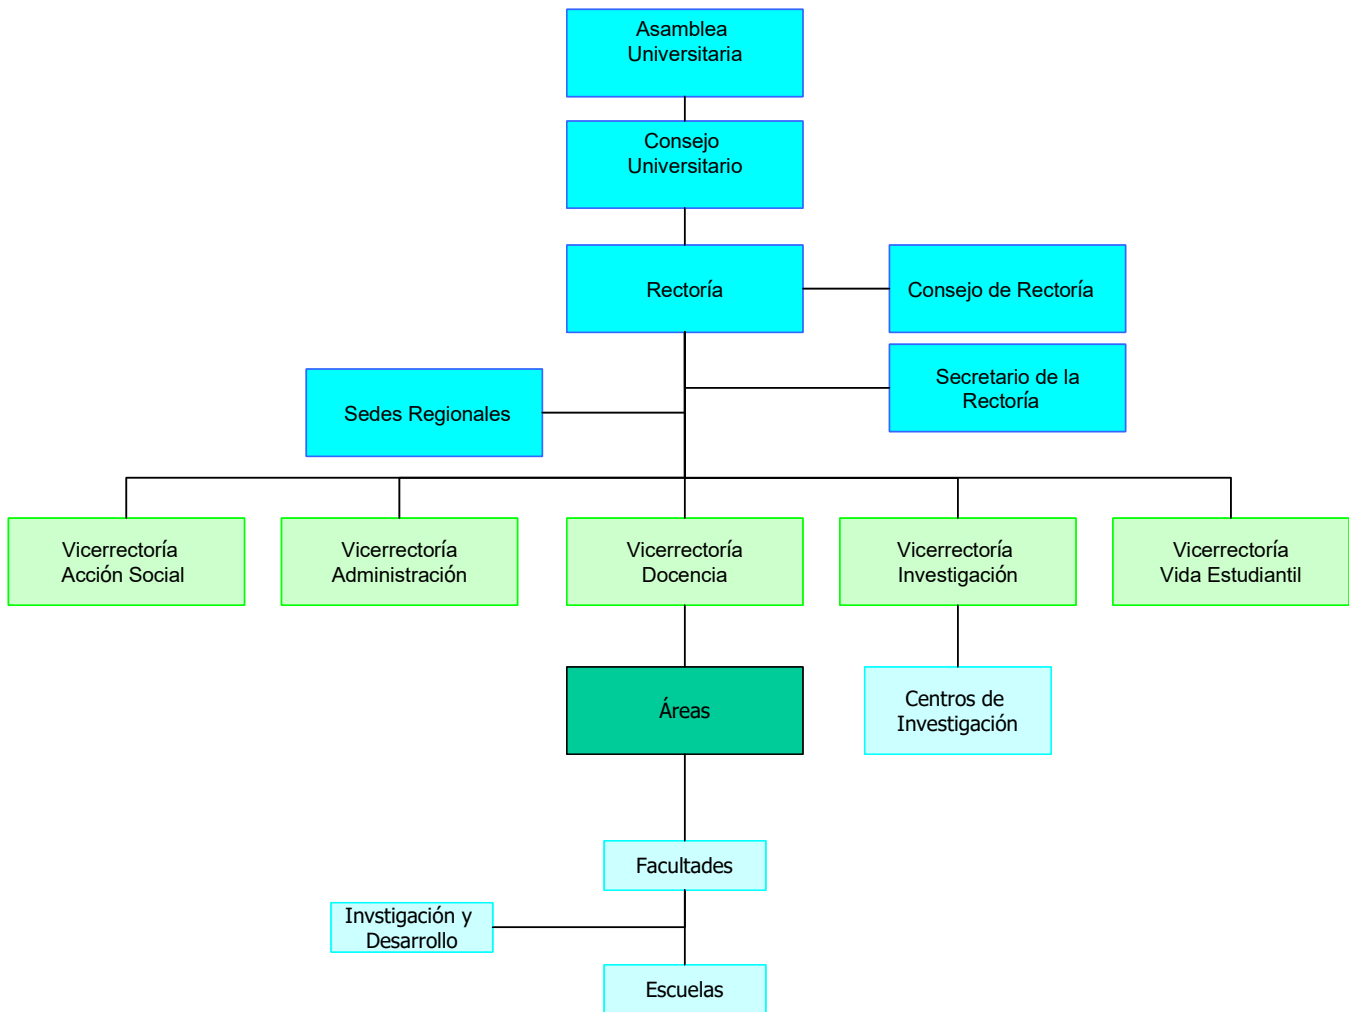 Asamblea
Universitaria
Consejo
Universitario
Rectoría
Consejo de Rectoría
Secretario de la
Rectoría
Sedes Regionales
Vicerrectoría
Acción Social
Vicerrectoría
Administración
Vicerrectoría
Docencia
Vicerrectoría
Investigación
Vicerrectoría
Vida Estudiantil
Áreas
Centros de
Investigación
Facultades
Invstigación y
Desarrollo
Escuelas